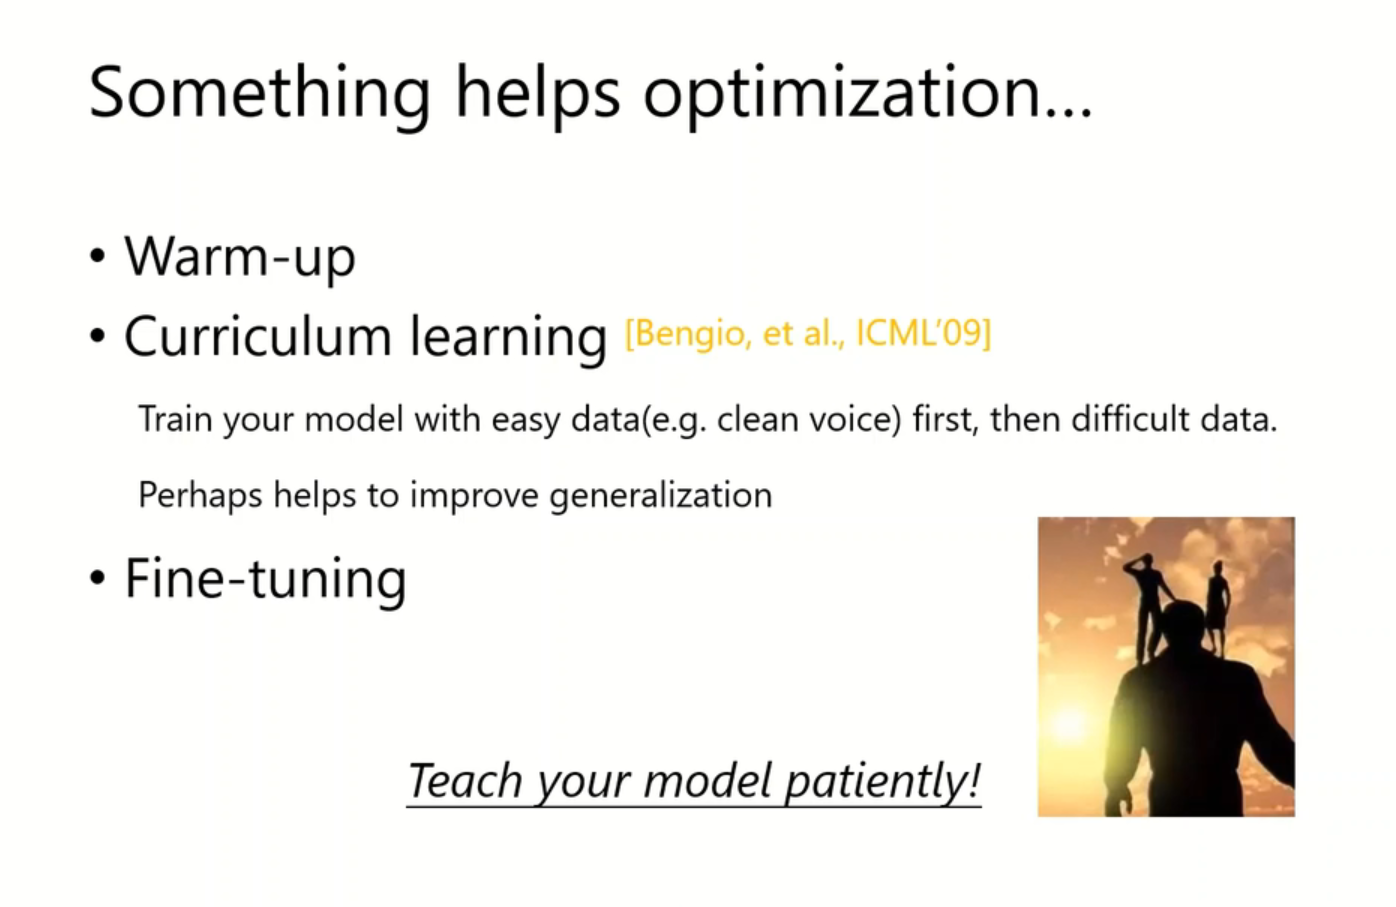 Something helps optimization...
• Warm-up
• Curriculum learning [Bengio, et al., ICML’09]
Train your model with easy data(e.g. clean voice) first, then difficult data.
Perhaps helps to improve generalization
• Fine-tuning
Teach your model patiently!